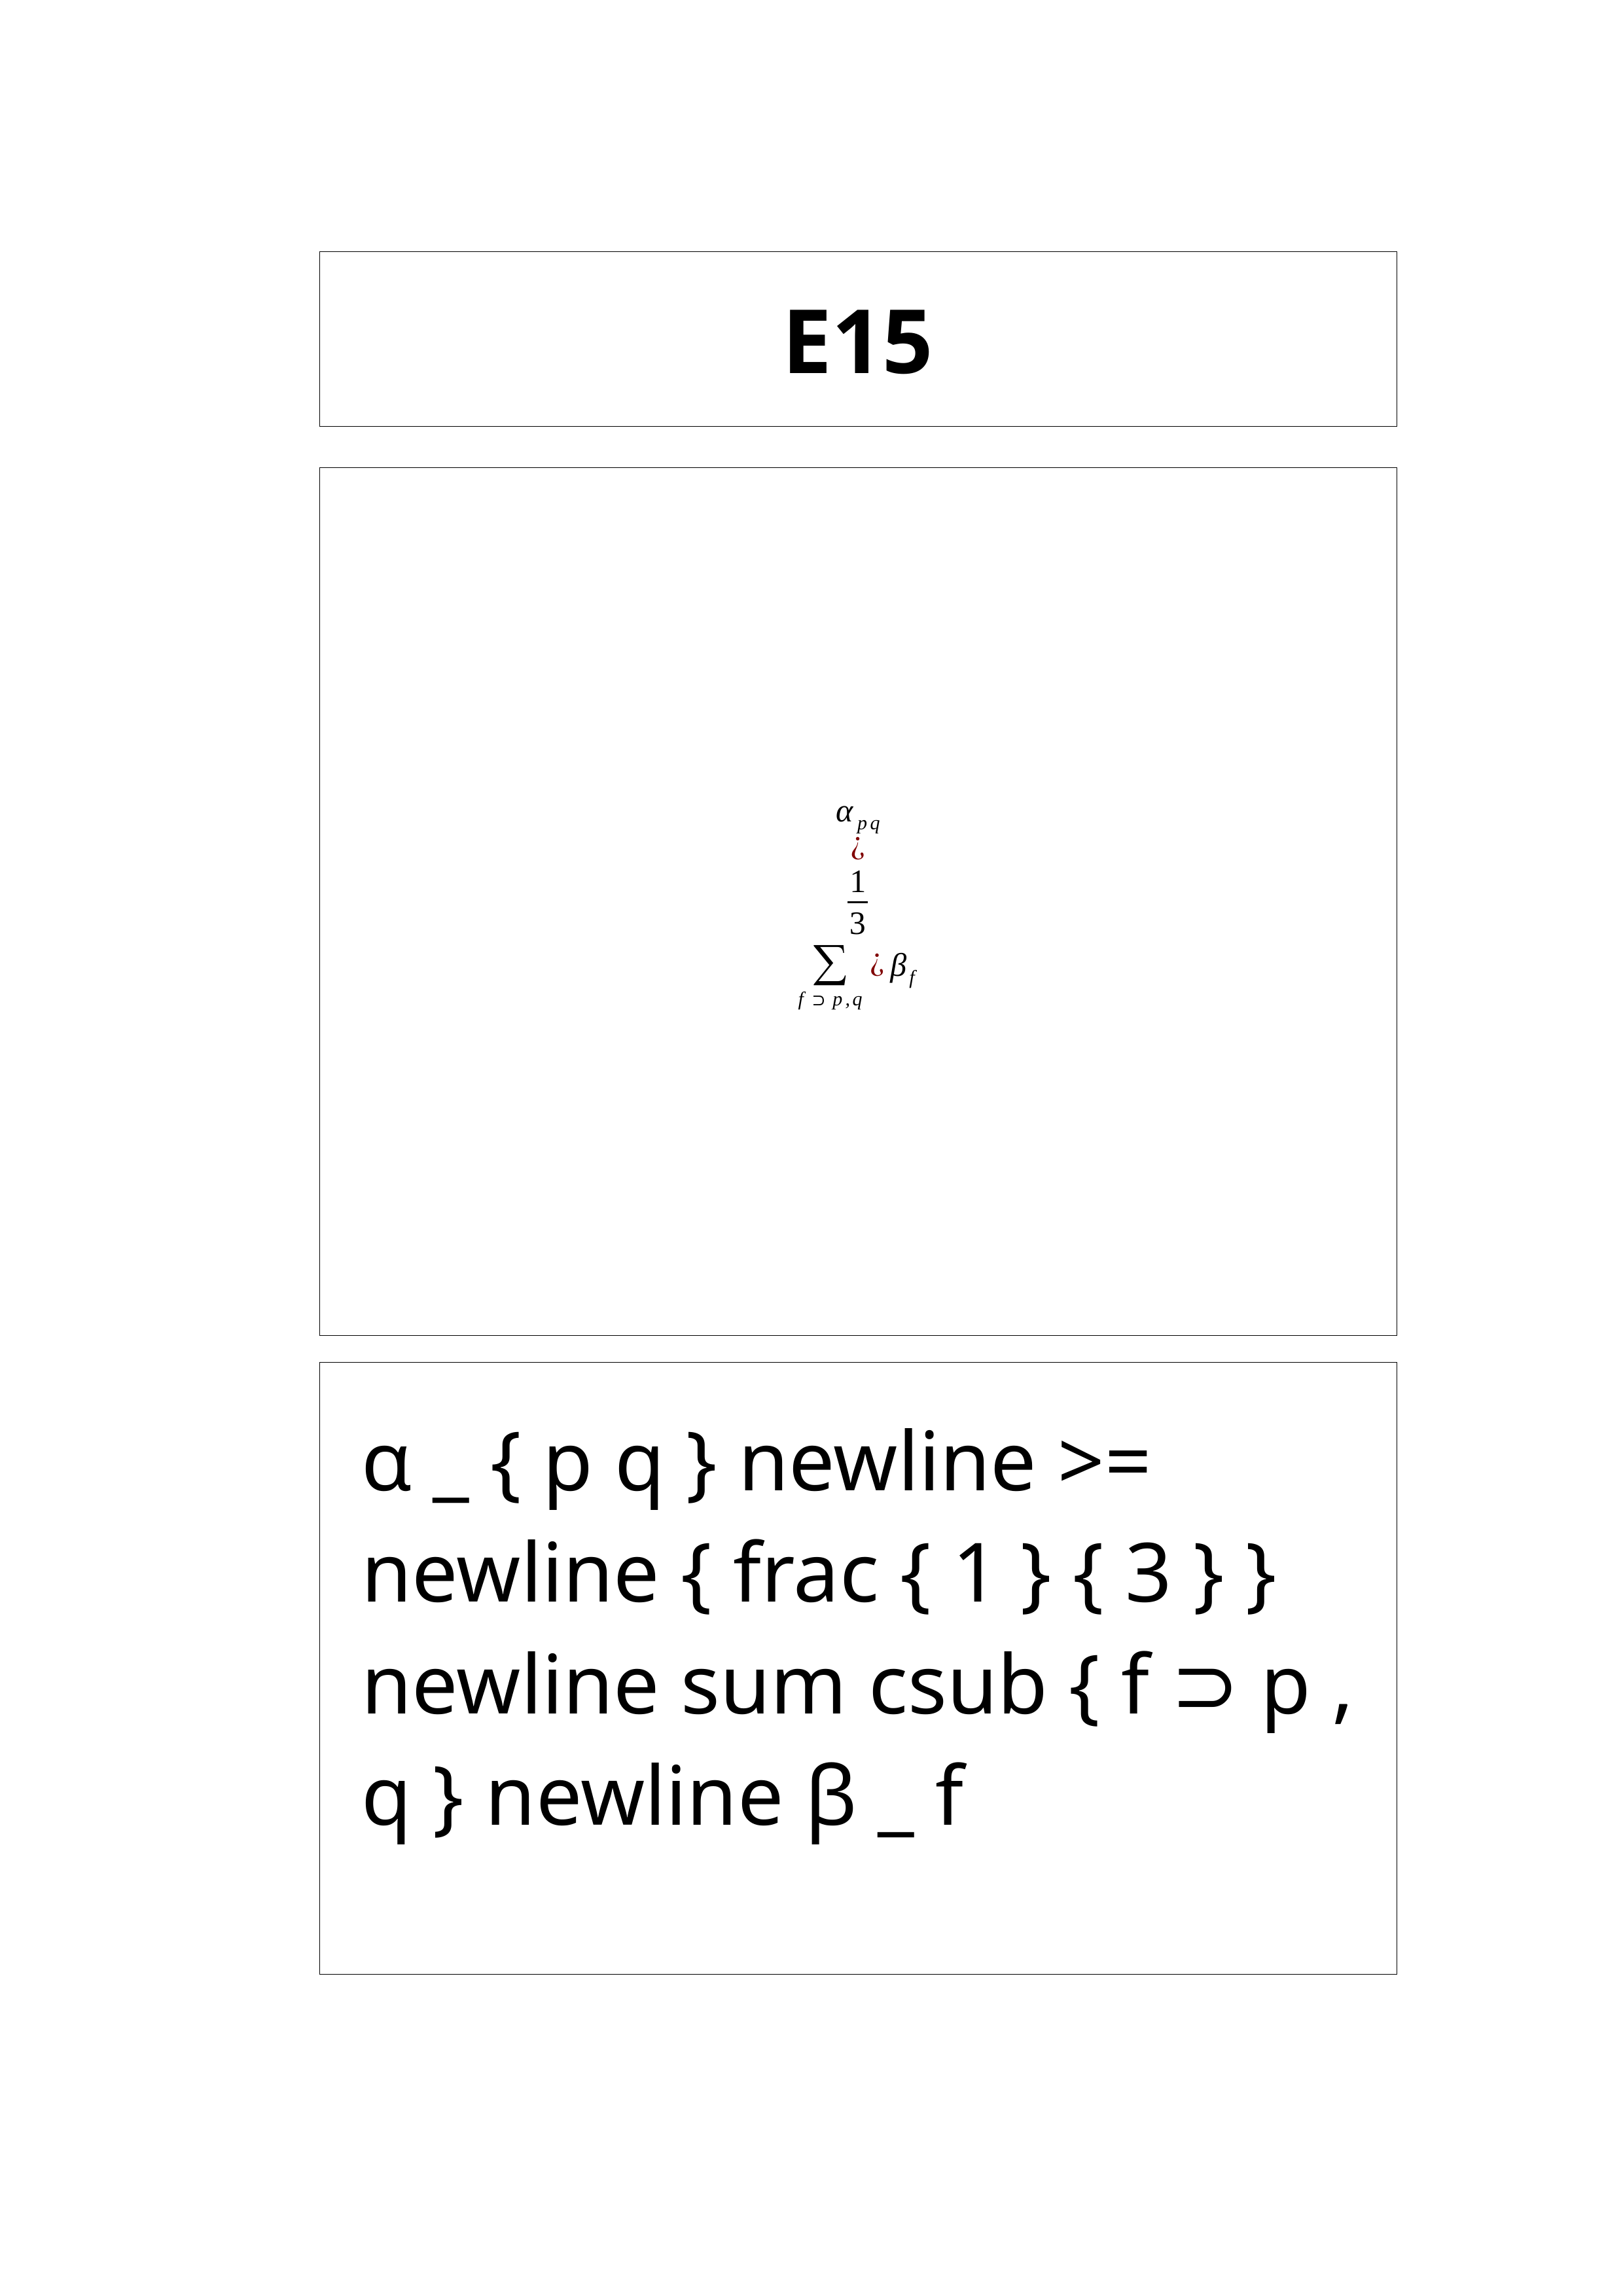 E15
α p q
¿
1
3
∑ ¿ β f
f ⊃ p , q
α _ { p q } newline >=
newline { frac { 1 } { 3 } }
newline sum csub { f ⊃ p ,
q } newline β _ f